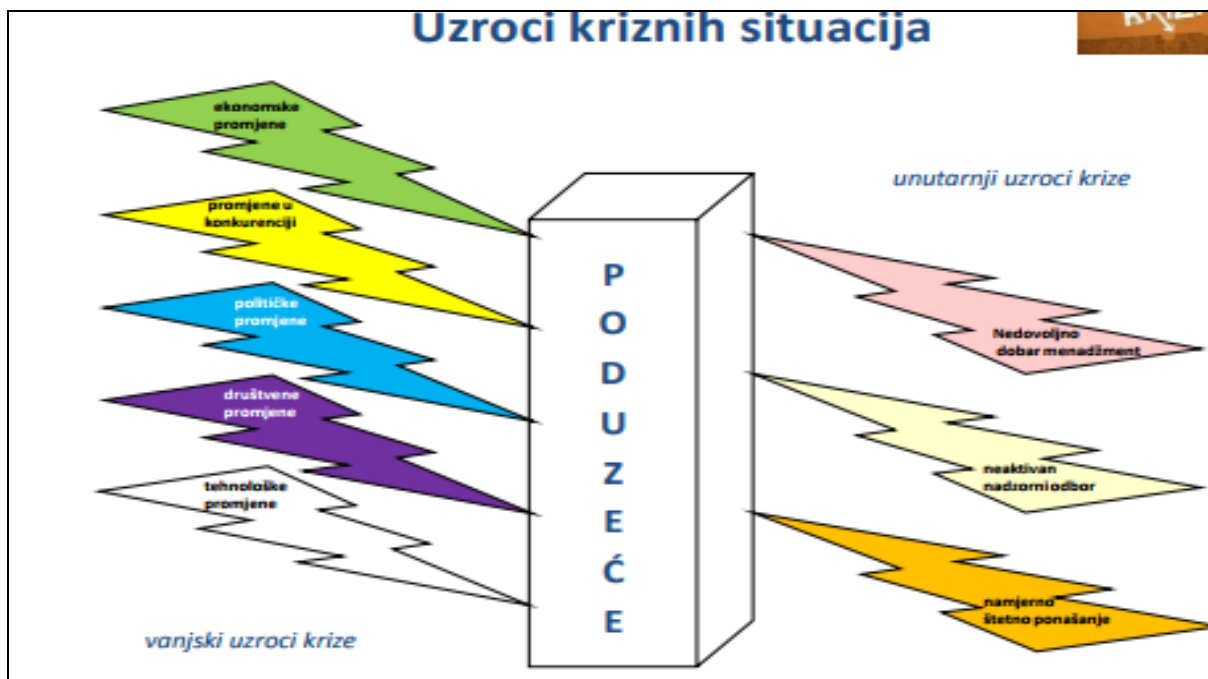 Uzroci kriznih situacija
KRIZA
ekonomske
promjene
promjene u
konkurenciji
političke
promjene
društvene
promjene
tehnološke
promjene
vanjski uzroci krize
P
O
D
U
Z
E
Ć
E
unutarnji uzroci krize
Nedovoljno
dobar menadžment
neaktivan
nadzorni odbor
namjerno
štetno ponašanje